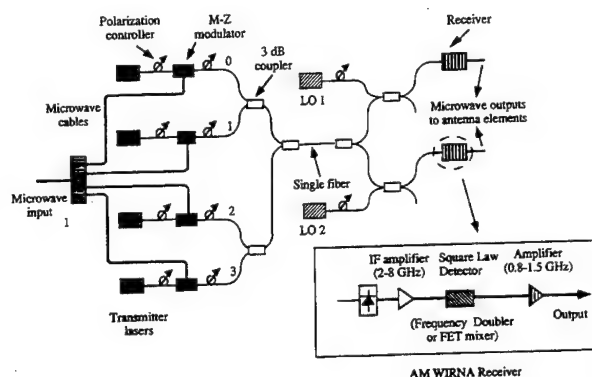 Polarization
controller
M-Z
modulator
0
3 dB
coupler
Receiver
LO 1
Microwave
cables
1
Microwave outputs
to antenna elements
Microwave
input
1
Single fiber
2
LO 2
3
Transmitter
lasers
IF amplifier
(2-8 GHz)
Square Law
Detector
Amplifier
(0.8-1.5 GHz)
Output
(Frequency Doubler
or FET mixer)
AM WIRNA Receiver